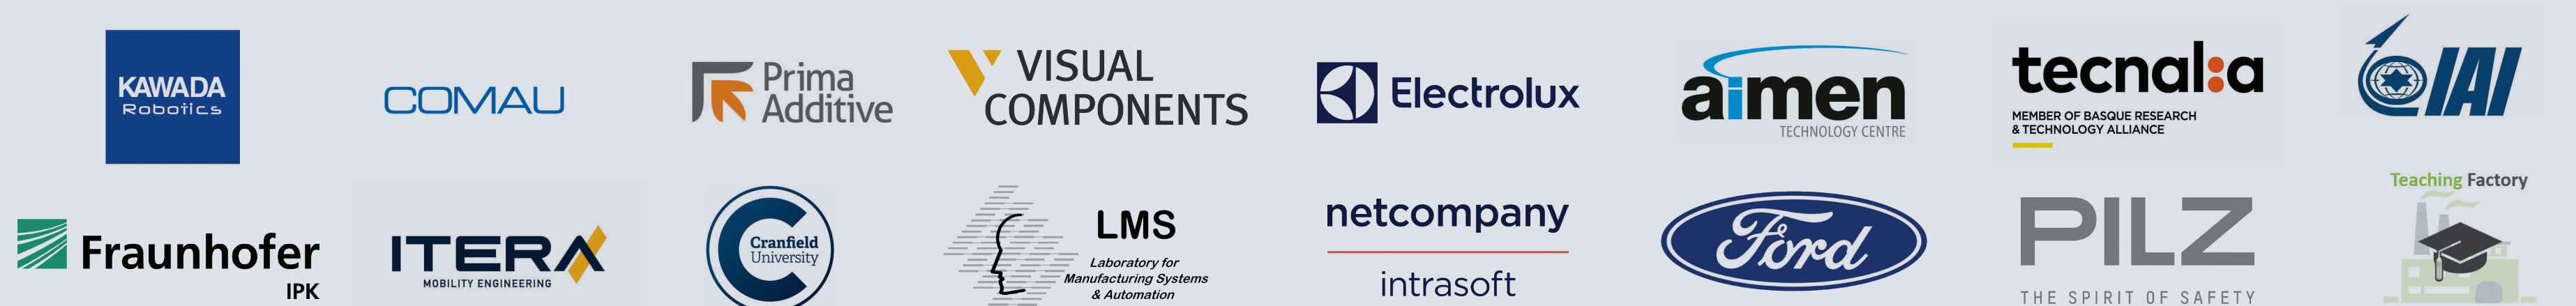 KAWADA
Robotics
COMAU
Prima
Additive
VISUAL
COMPONENTS
Electrolux
aimen
TECHNOLOGY CENTRE
tecnal:a
MEMBER OF BASQUE RESEARCH
& TECHNOLOGY ALLIANCE
IAI
Teaching Factory
Fraunhofer
IPK
ITERA
MOBILITY ENGINEERING
Cranfield
University
LMS
Laboratory for
Manufacturing Systems
& Automation
netcompany
intrasoft
Ford
PILZ
THE SPIRIT OF SAFETY